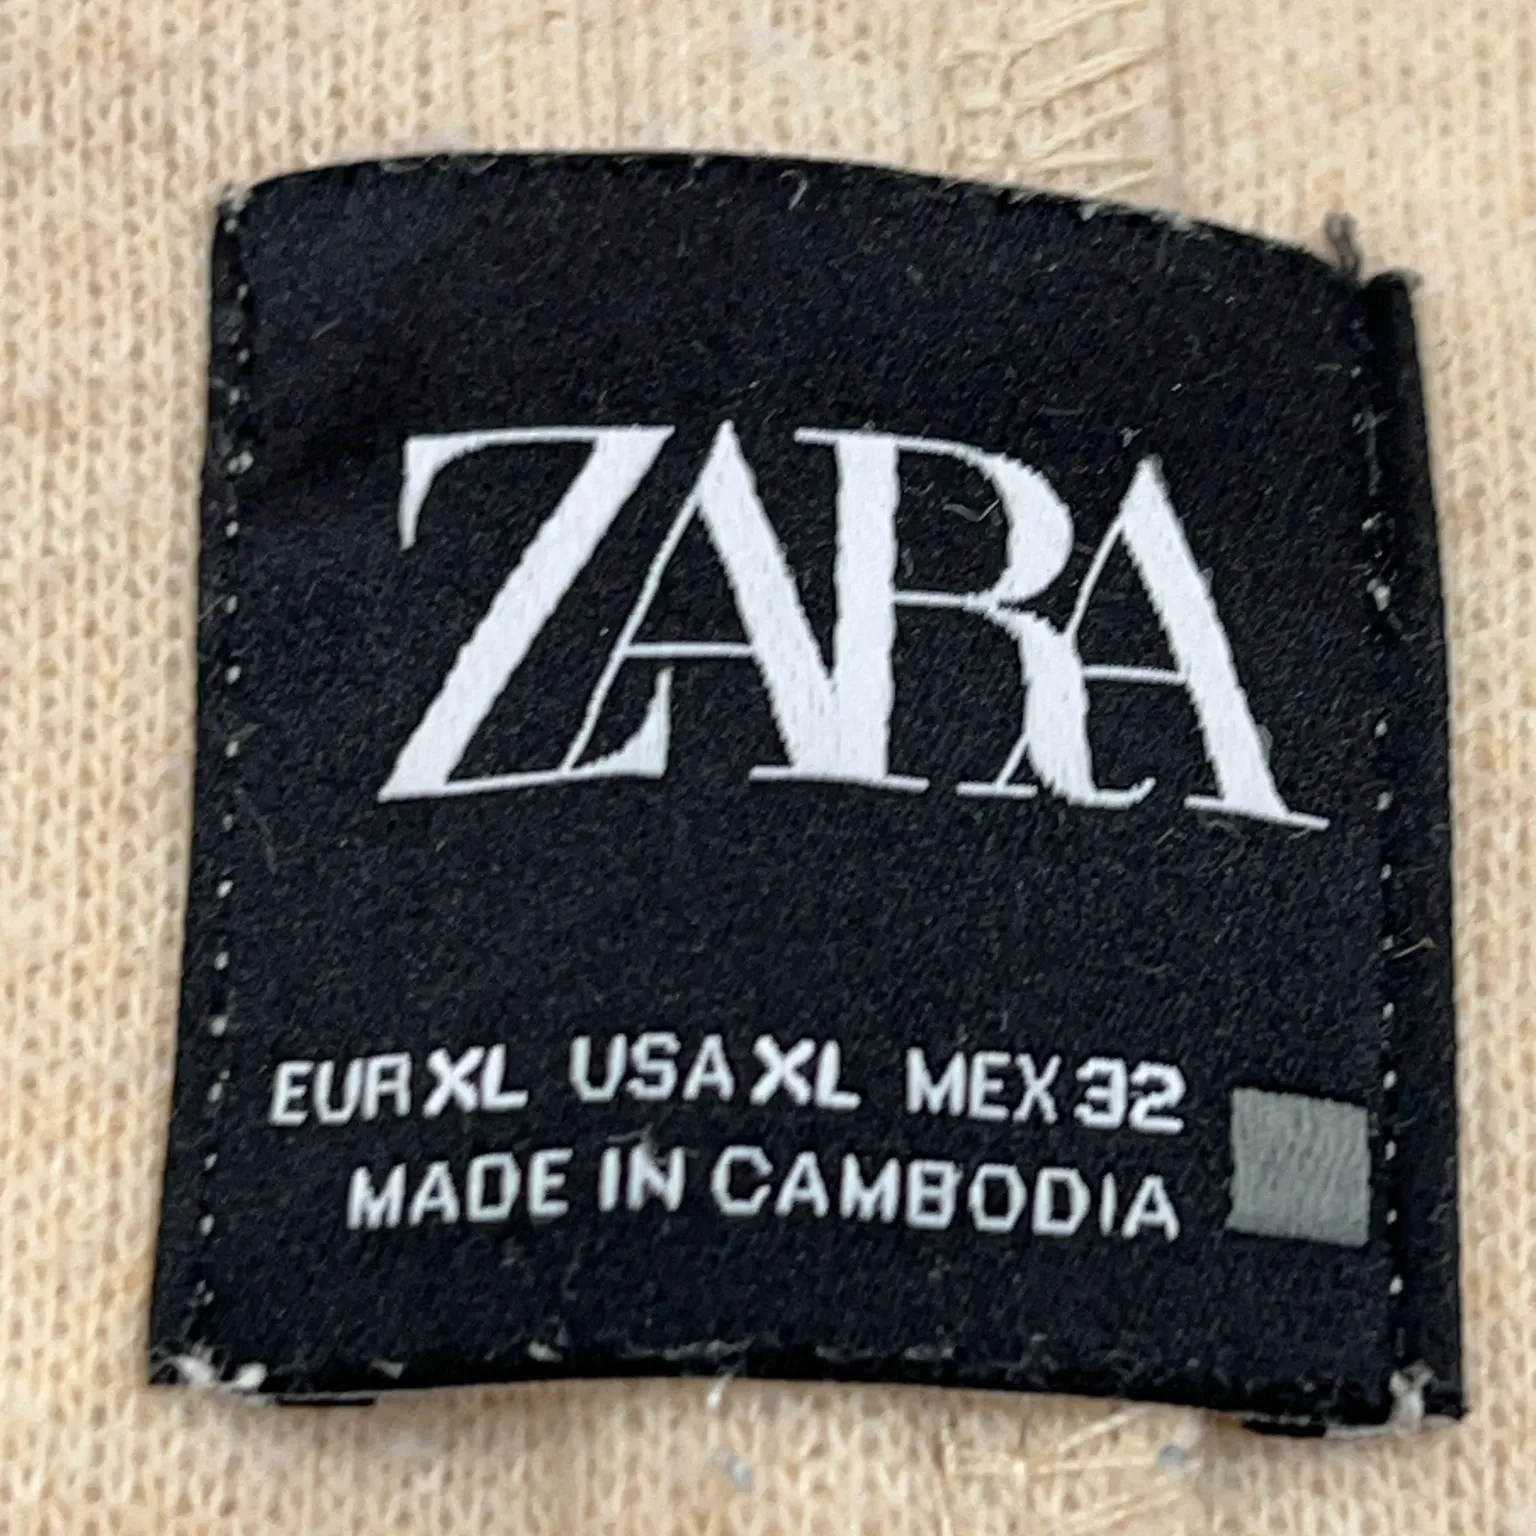 ZARA
EUR XL USA XL MEX 32
MADE IN CAMBODIA